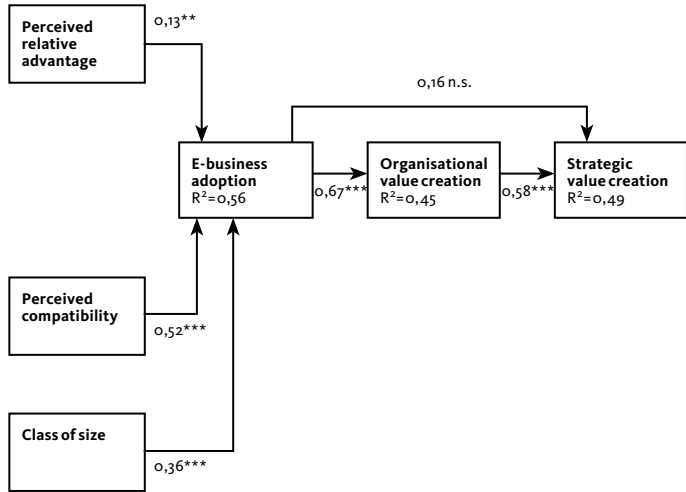 Perceived
relative
advantage
0,13**
0,16 n.s.
E-business
adoption
R²=0,56
0,67***
Organisational
value creation
R²=0,45
0,58***
Strategic
value creation
R²=0,49
Perceived
compatibility
0,52***
Class of size
0,36***